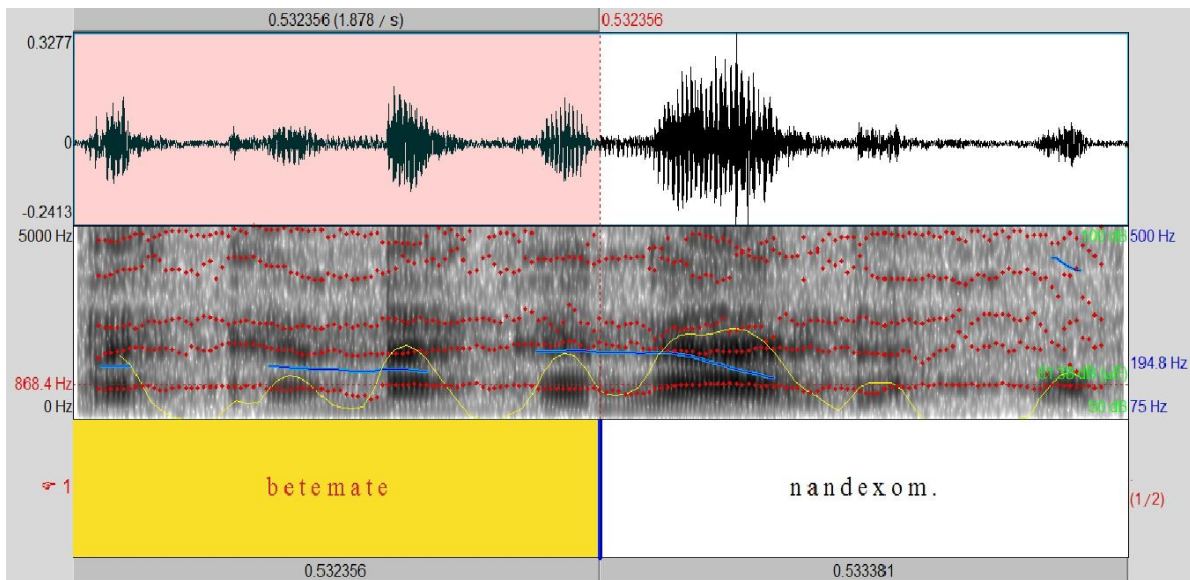 0.532356 (1.878 / s) 0.532356
0.3277
0
-0.2413
5000 Hz 500 Hz
868.4 Hz 194.8 Hz
0 Hz 75 Hz
1 betemate nandexom. (1/2)
0.532356 0.533381